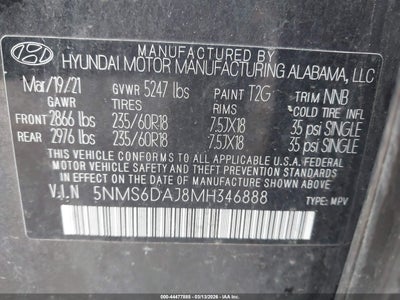 MANUFACTURED BY
HYUNDAI MOTOR MANUFACTURING ALABAMA, LLC
Mar/19/21 GVWR 5247 lbs PAINT T2G TRIM NNB
GAWR TIRES RIMS *COLD TIRE INFL
FRONT 2866 lbs 235/60R18 7.5JX18 35 psi SINGLE
REAR 2976 lbs 235/60R18 7.5JX18 35 psi SINGLE
THIS VEHICLE CONFORMS TO ALL APPLICABLE U.S. FEDERAL
MOTOR VEHICLE SAFETY AND THEFT PREVENTION STANDARDS
IN EFFECT ON THE DATE OF MANUFACTURE SHOWN ABOVE.
V.I.N 5NMS6DAJ8MH346888
TYPE: MPV
000-44477085 - 03/13/2026 - IAA Holdings, LLC